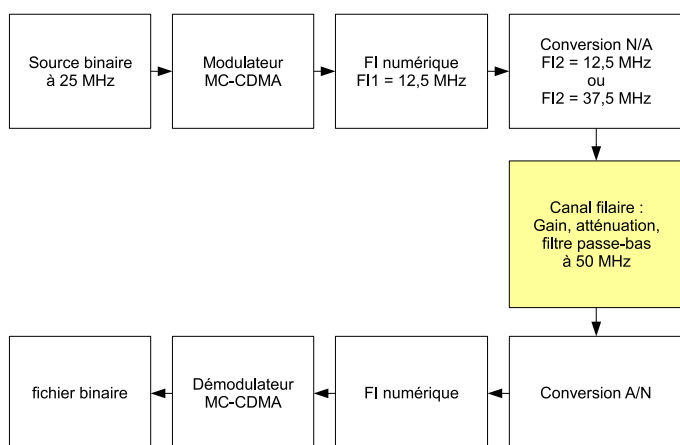 Source binaire
à 25 MHz
Modulateur
MC-CDMA
FI numérique
FI1 = 12,5 MHz
Conversion N/A
FI2 = 12,5 MHz
ou
FI2 = 37,5 MHz
Canal filaire :
Gain, atténuation,
filtre passe-bas
à 50 MHz
fichier binaire
Démodulateur
MC-CDMA
FI numérique
Conversion A/N